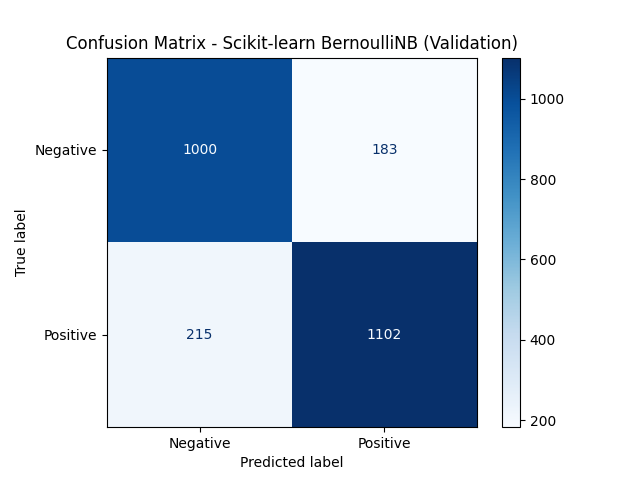 Confusion Matrix - Scikit-learn BernoulliNB (Validation)
True label
Negative
1000
183
Positive
215
1102
Negative
Positive
Predicted label
1000
800
600
400
200